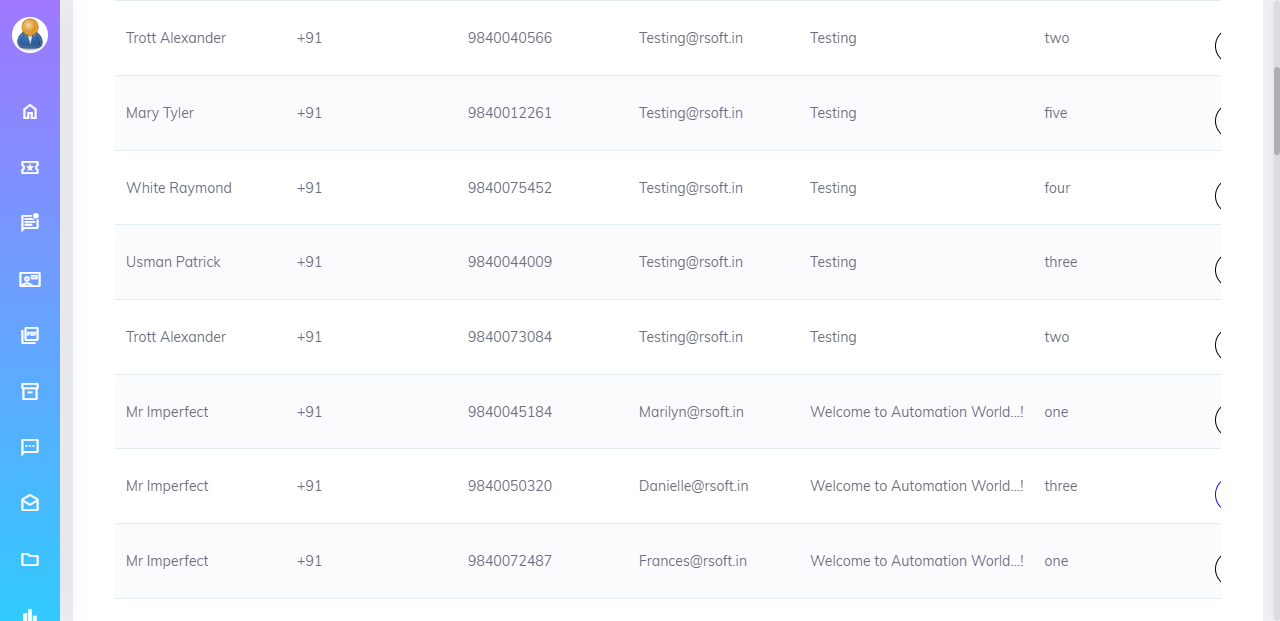 Trott Alexander +91 9840040566 Testing@rsoft.in Testing two
Mary Tyler +91 9840012261 Testing@rsoft.in Testing five
White Raymond +91 9840075452 Testing@rsoft.in Testing four
Usman Patrick +91 9840044009 Testing@rsoft.in Testing three
Trott Alexander +91 9840073084 Testing@rsoft.in Testing two
Mr Imperfect +91 9840045184 Marilyn@rsoft.in Welcome to Automation World...! one
Mr Imperfect +91 9840050320 Danielle@rsoft.in Welcome to Automation World...! three
Mr Imperfect +91 9840072487 Frances@rsoft.in Welcome to Automation World...! one